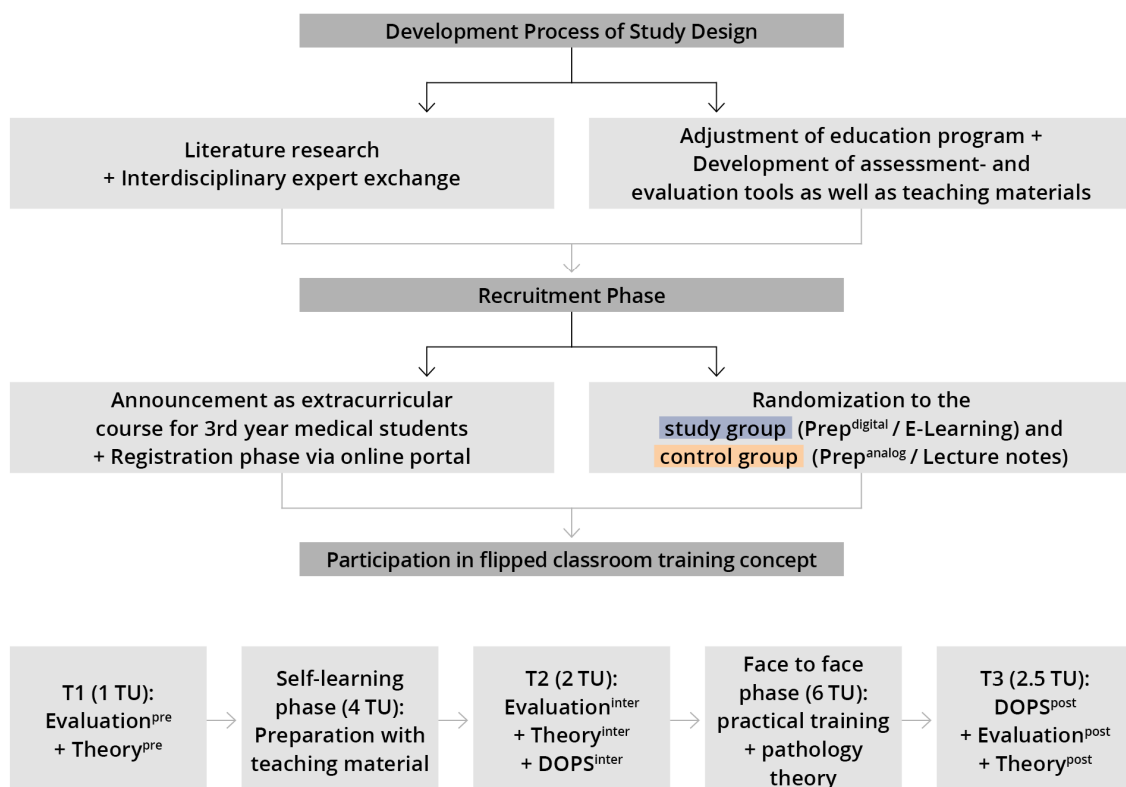 Development Process of Study Design
Literature research
+ Interdisciplinary expert exchange
Adjustment of education program +
Development of assessment- and
evaluation tools as well as teaching materials
Recruitment Phase
Announcement as extracurricular
course for 3rd year medical students
+ Registration phase via online portal
Randomization to the
study group (Prepdigital / E-Learning) and
control group (Prepanalog / Lecture notes)
Participation in flipped classroom training concept
T1 (1 TU):
Evaluationpre
+ Theorypre
Self-learning
phase (4 TU):
Preparation with
teaching material
T2 (2 TU):
Evaluationinter
+ Theoryinter
+ DOPSinter
Face to face
phase (6 TU):
practical training
+ pathology
theory
T3 (2.5 TU):
DOPSpost
+ Evaluationpost
+ Theorypost